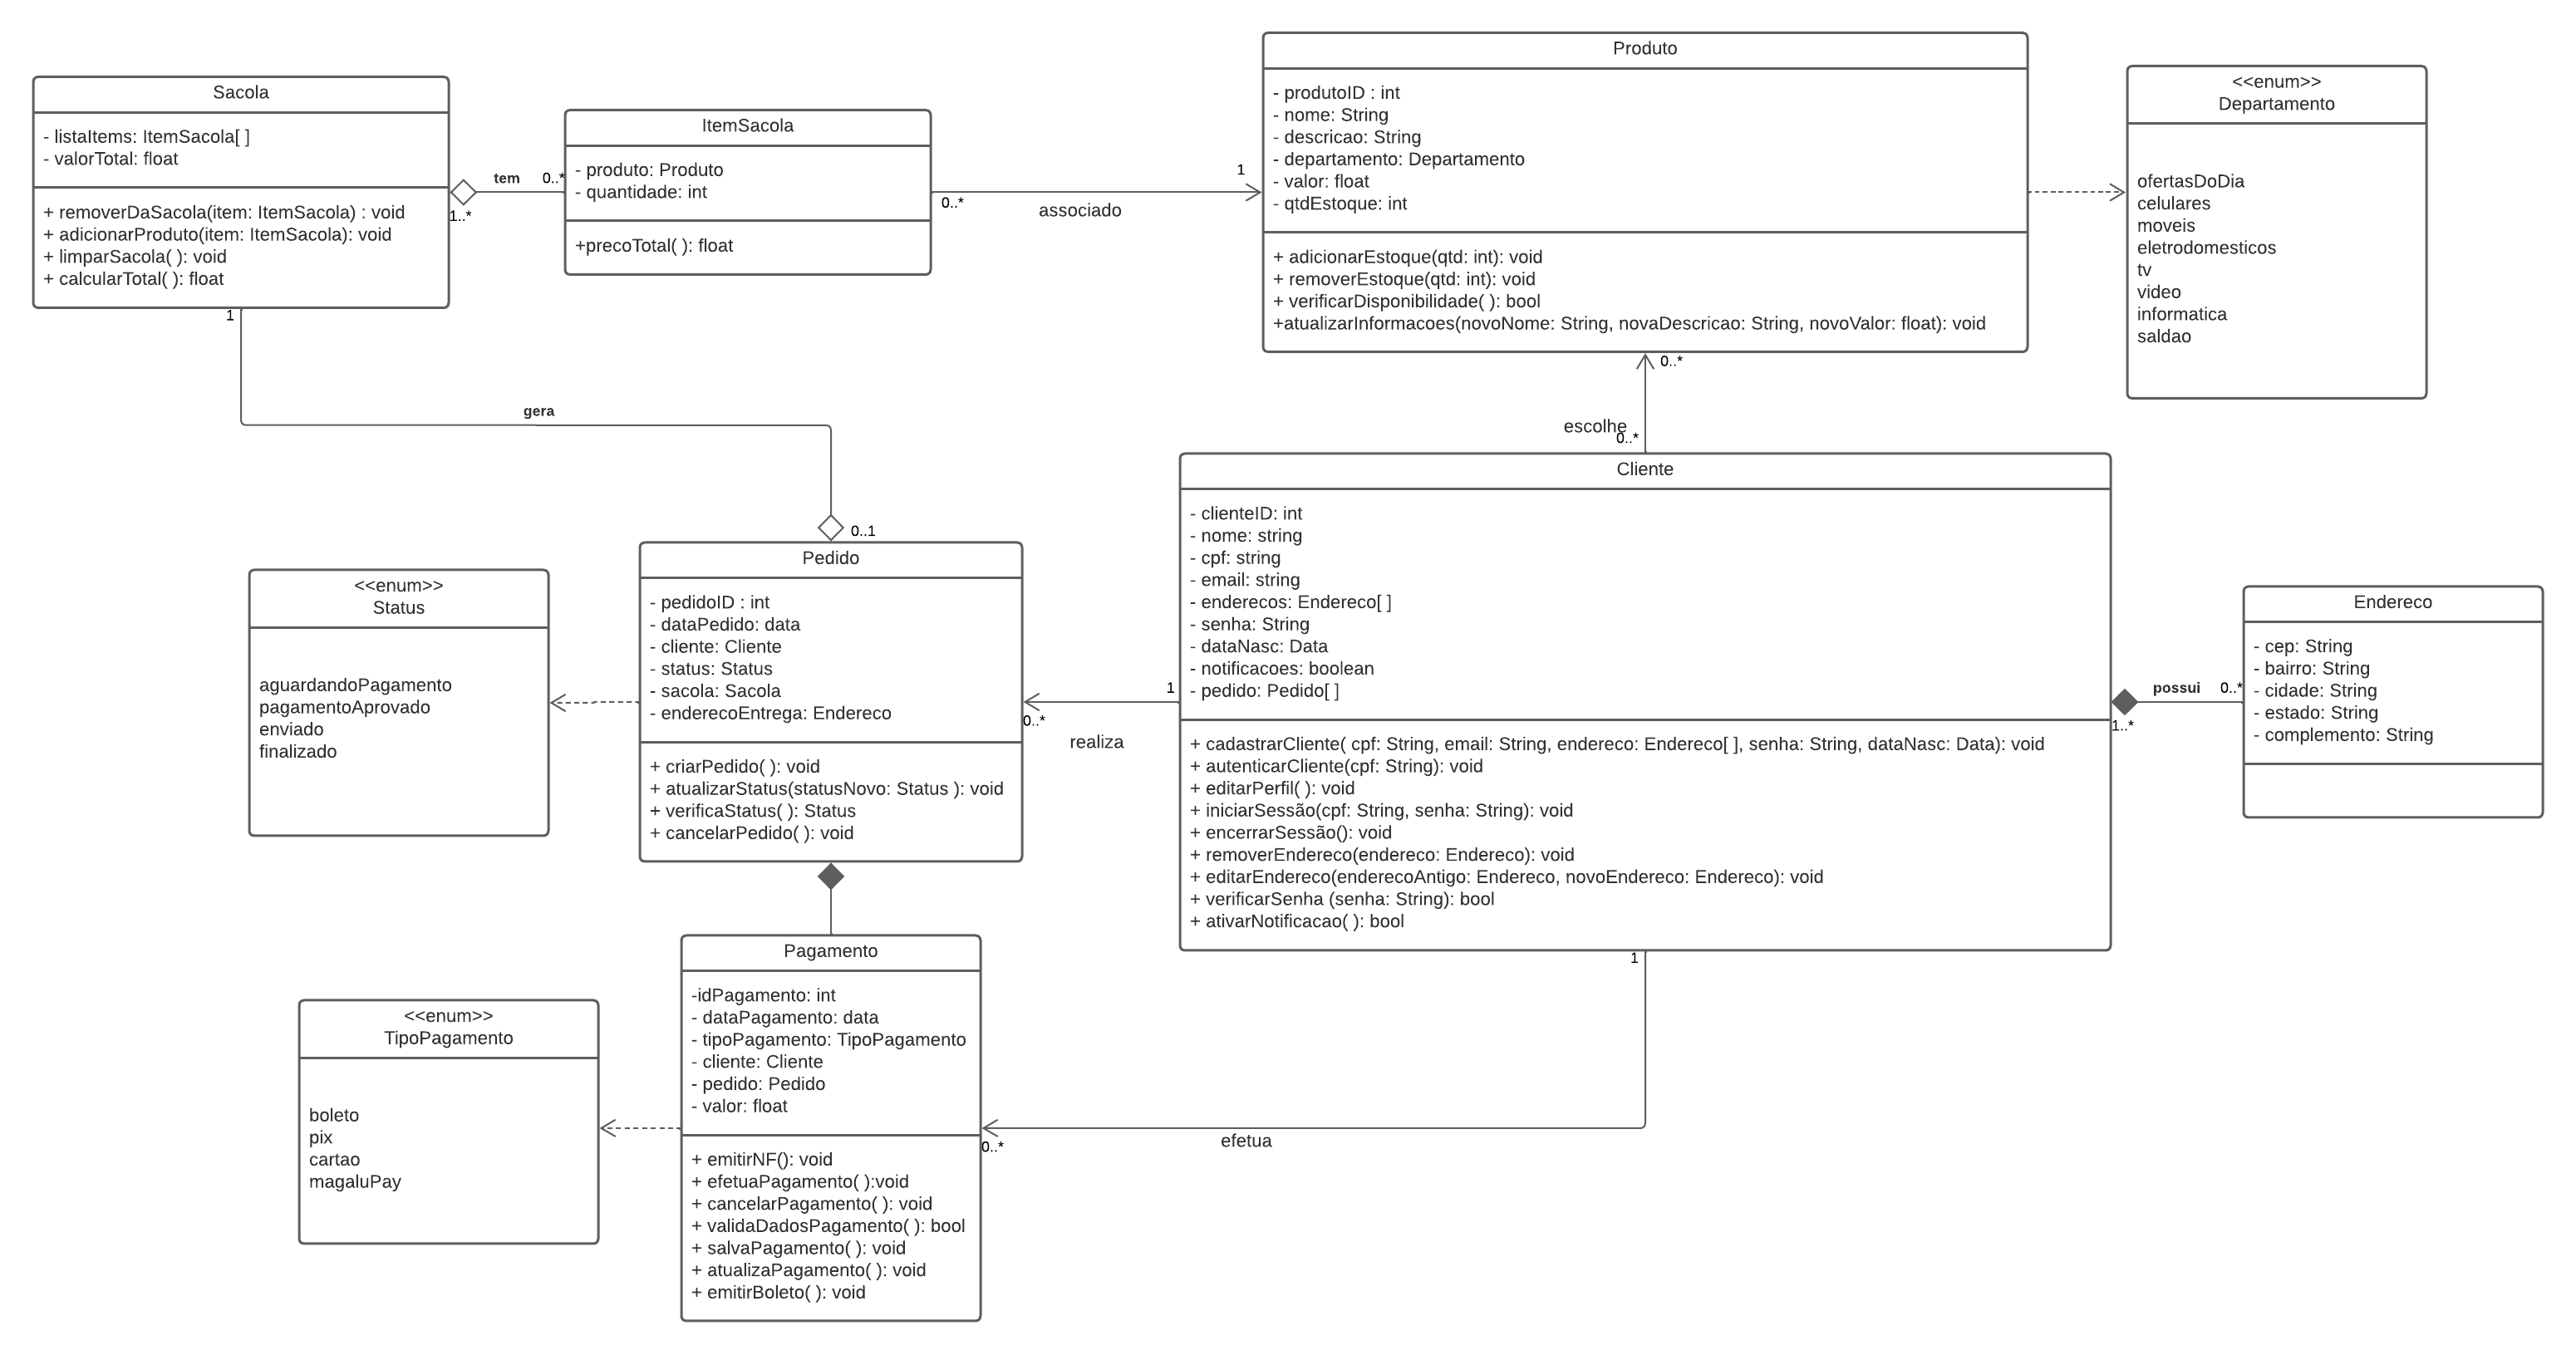 Sacola
- listaItems: ItemSacola[ ]
- valorTotal: float
+ removerDaSacola(item: ItemSacola) : void
+ adicionarProduto(item: ItemSacola): void
+ limparSacola( ): void
+ calcularTotal( ): float
1
1..*
tem
0..*
ItemSacola
- produto: Produto
- quantidade: int
+precoTotal( ): float
0..*
associado
1
Produto
- produtoID : int
- nome: String
- descricao: String
- departamento: Departamento
- valor: float
- qtdEstoque: int
+ adicionarEstoque(qtd: int): void
+ removerEstoque(qtd: int): void
+ verificarDisponibilidade( ): bool
+atualizarInformacoes(novoNome: String, novaDescricao: String, novoValor: float): void
<<enum>>
Departamento
ofertasDoDia
celulares
moveis
eletrodomesticos
tv
video
informatica
saldao
0..*
escolhe
0..*
gera
0..1
<<enum>>
Status
aguardandoPagamento
pagamentoAprovado
enviado
finalizado
Pedido
- pedidoID : int
- dataPedido: data
- cliente: Cliente
- status: Status
- sacola: Sacola
- enderecoEntrega: Endereco
+ criarPedido( ): void
+ atualizarStatus(statusNovo: Status ): void
+ verificaStatus( ): Status
+ cancelarPedido( ): void
0..*
realiza
1
Cliente
- clienteID: int
- nome: string
- cpf: string
- email: string
- enderecos: Endereco[ ]
- senha: String
- dataNasc: Data
- notificacoes: boolean
- pedido: Pedido[ ]
+ cadastrarCliente( cpf: String, email: String, endereco: Endereco[ ], senha: String, dataNasc: Data): void
+ autenticarCliente(cpf: String): void
+ editarPerfil( ): void
+ iniciarSessão(cpf: String, senha: String): void
+ encerrarSessão(): void
+ removerEndereco(endereco: Endereco): void
+ editarEndereco(enderecoAntigo: Endereco, novoEndereco: Endereco): void
+ verificarSenha (senha: String): bool
+ ativarNotificacao( ): bool
1..*
possui
0..*
Endereco
- cep: String
- bairro: String
- cidade: String
- estado: String
- complemento: String
1
<<enum>>
TipoPagamento
boleto
pix
cartao
magaluPay
Pagamento
-idPagamento: int
- dataPagamento: data
- tipoPagamento: TipoPagamento
- cliente: Cliente
- pedido: Pedido
- valor: float
+ emitirNF(): void
+ efetuaPagamento( ):void
+ cancelarPagamento( ): void
+ validaDadosPagamento( ): bool
+ salvaPagamento( ): void
+ atualizaPagamento( ): void
+ emitirBoleto( ): void
0..*
efetua